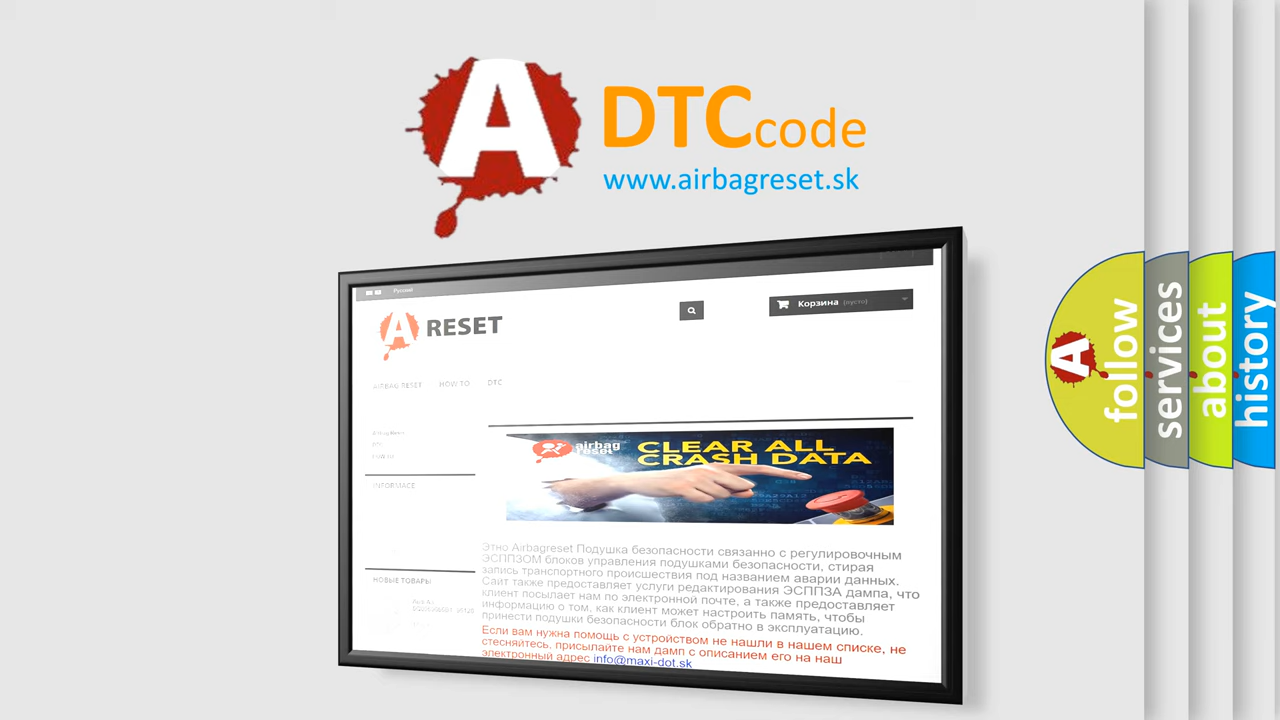 A DTCcode
www.airbagreset.sk
Русский
Корзина (пусто)
A RESET
AIRBAG RESET HOW TO DTC
INFORMACE
airbag
reset
CLEAR ALL
CRASH DATA
Этно Airbagreset Подушка безопасности связанно с регулировочным
ЭСППЗОМ блоков управления подушками безопасности, стирая
запись транспортного происшествия под названием аварии данных.
Сайт также предоставляет услуги редактирования ЭСППЗА дампа, что
клиент посылает нам по электронной почте, а также предоставляет
информацию о том, как клиент может настроить память, чтобы
принести подушки безопасности блок обратно в эксплуатацию.
Если вам нужна помощь с устройством не нашли в нашем списке, не
стесняйтесь, присылайте нам дамп с описанием его на наш
электронный адрес info@maxi-dot.sk
НОВЫЕ ТОВАРЫ
A follow
services
about
history